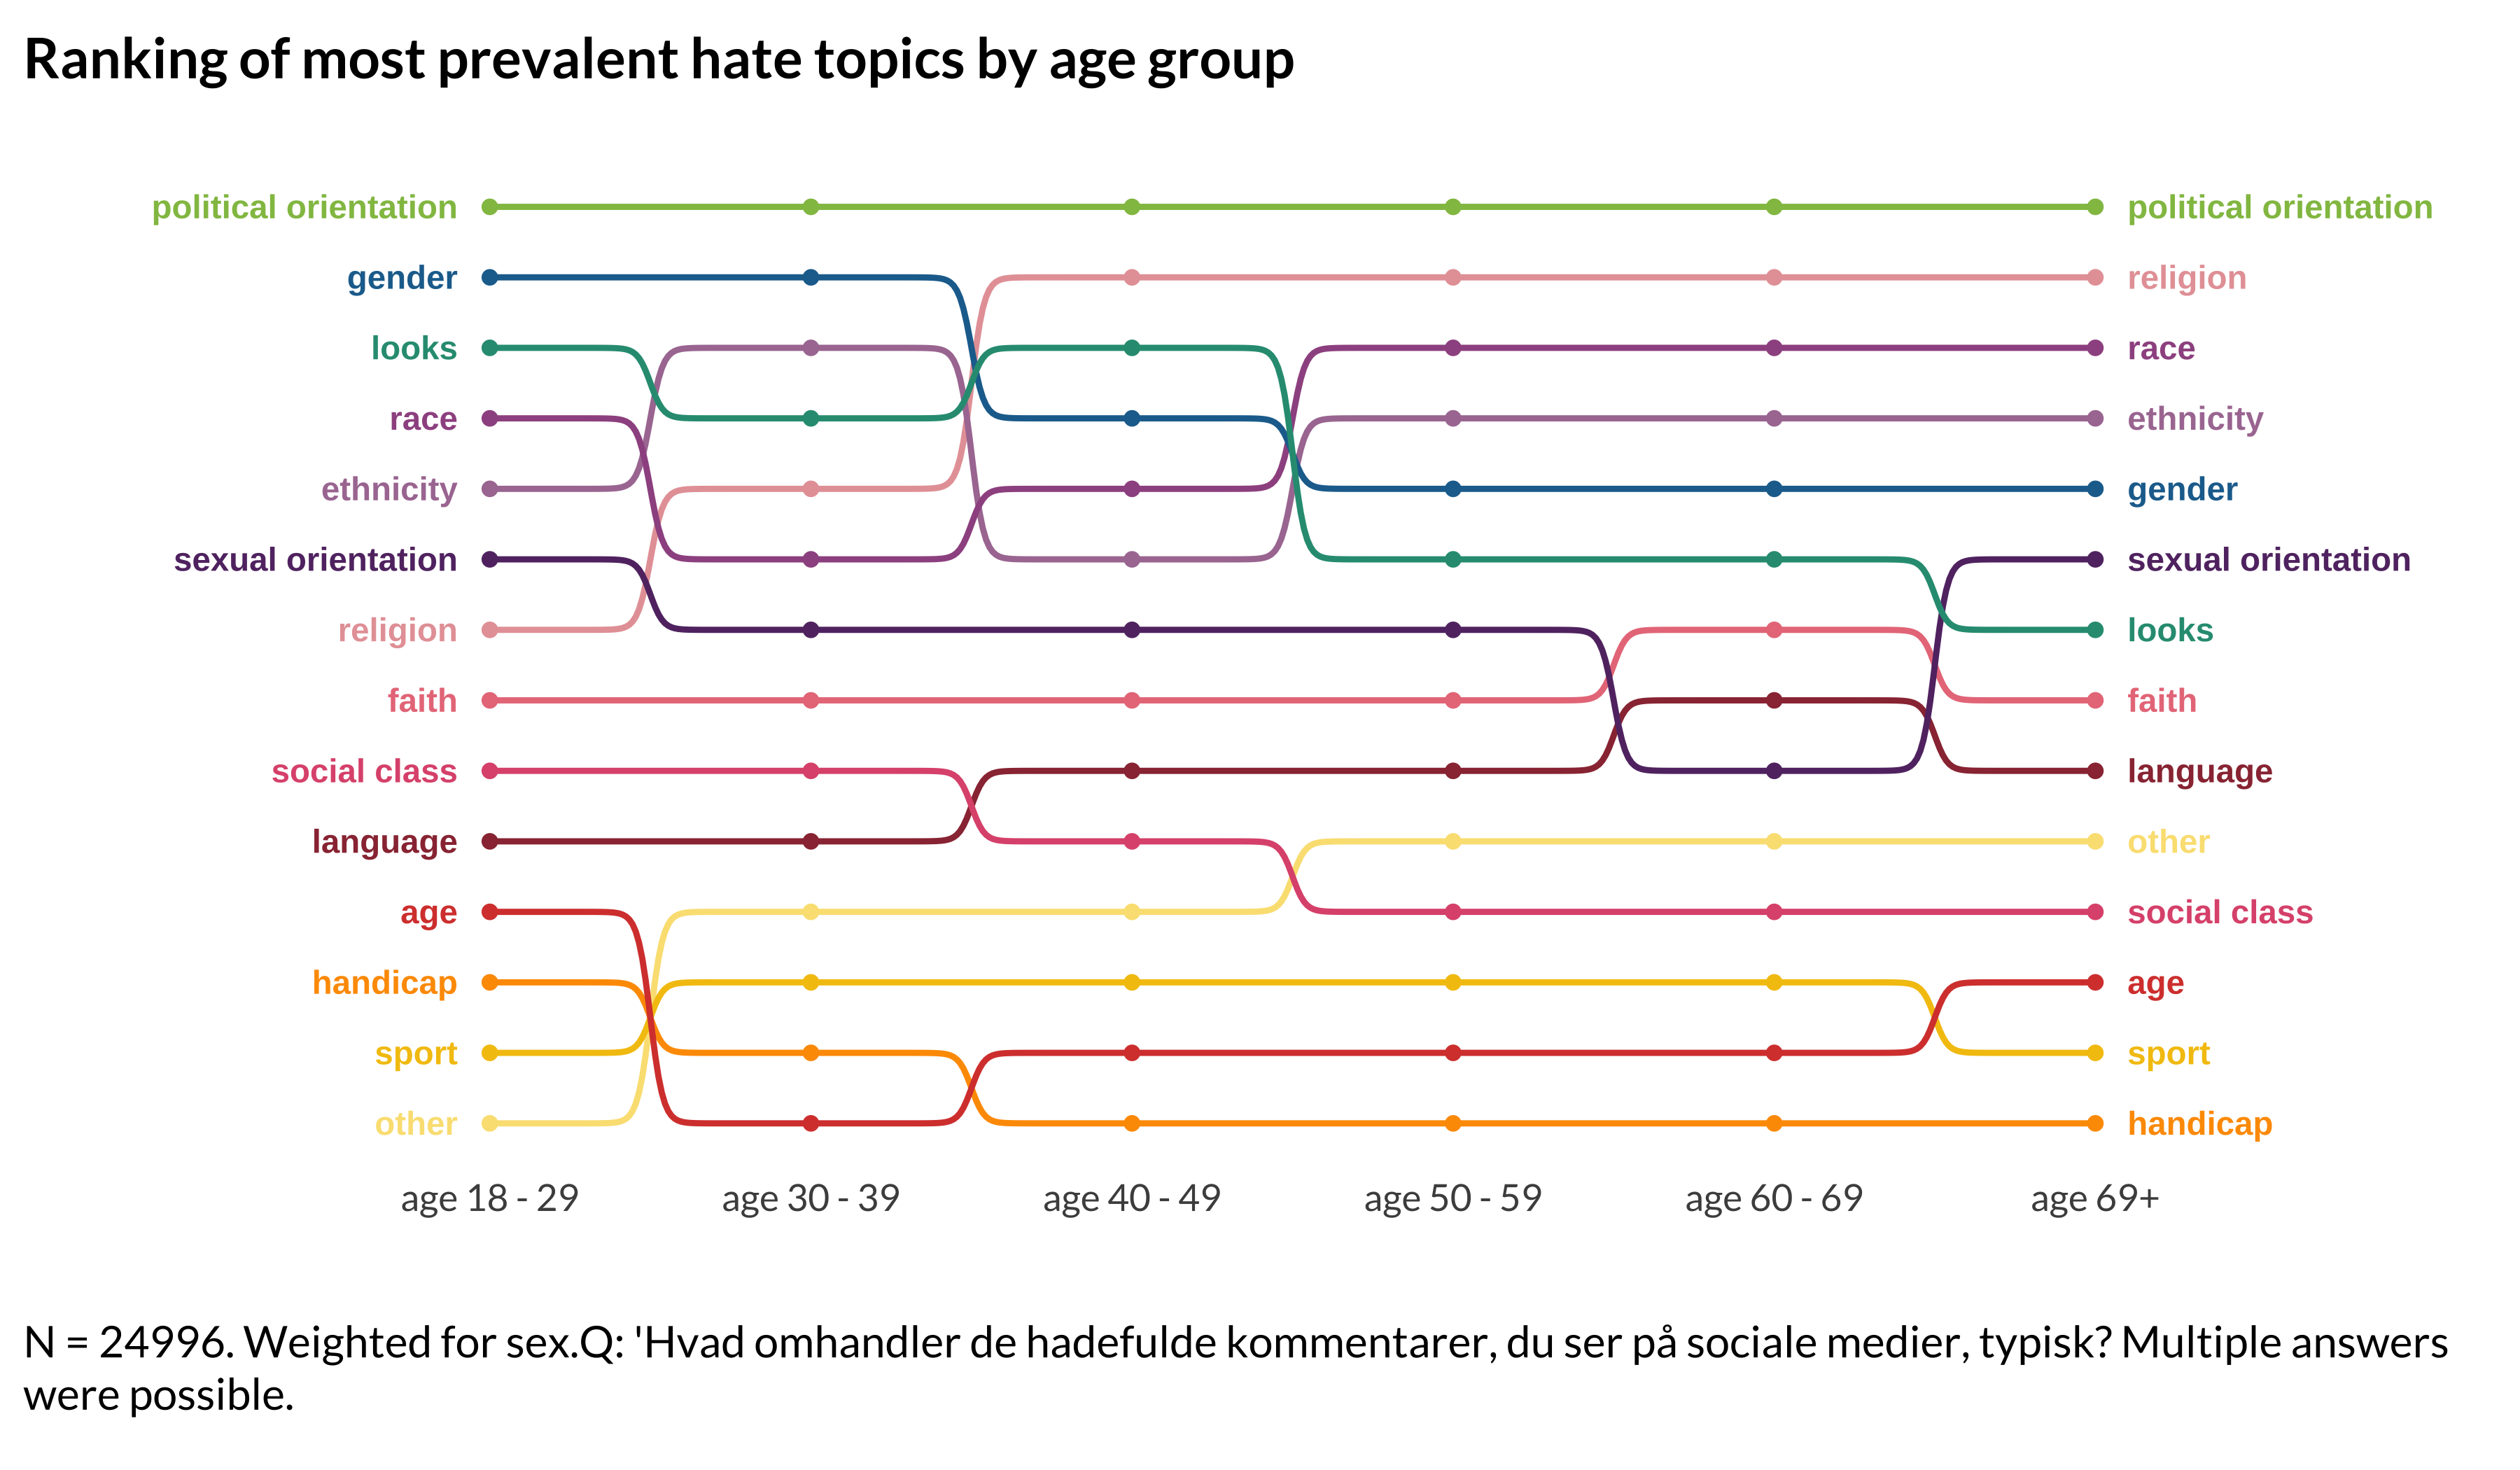 Ranking of most prevalent hate topics by age group
political orientation
political orientation
gender
religion
looks
race
race
ethnicity
ethnicity
gender
sexual orientation
sexual orientation
religion
looks
faith
faith
social class
language
language
other
age
social class
handicap
age
sport
sport
other
handicap
age 18 - 29
age 30 - 39
age 40 - 49
age 50 - 59
age 60 - 69
age 69+
N = 24996. Weighted for sex.Q: 'Hvad omhandler de hadefulde kommentarer, du ser på sociale medier, typisk? Multiple answers
were possible.